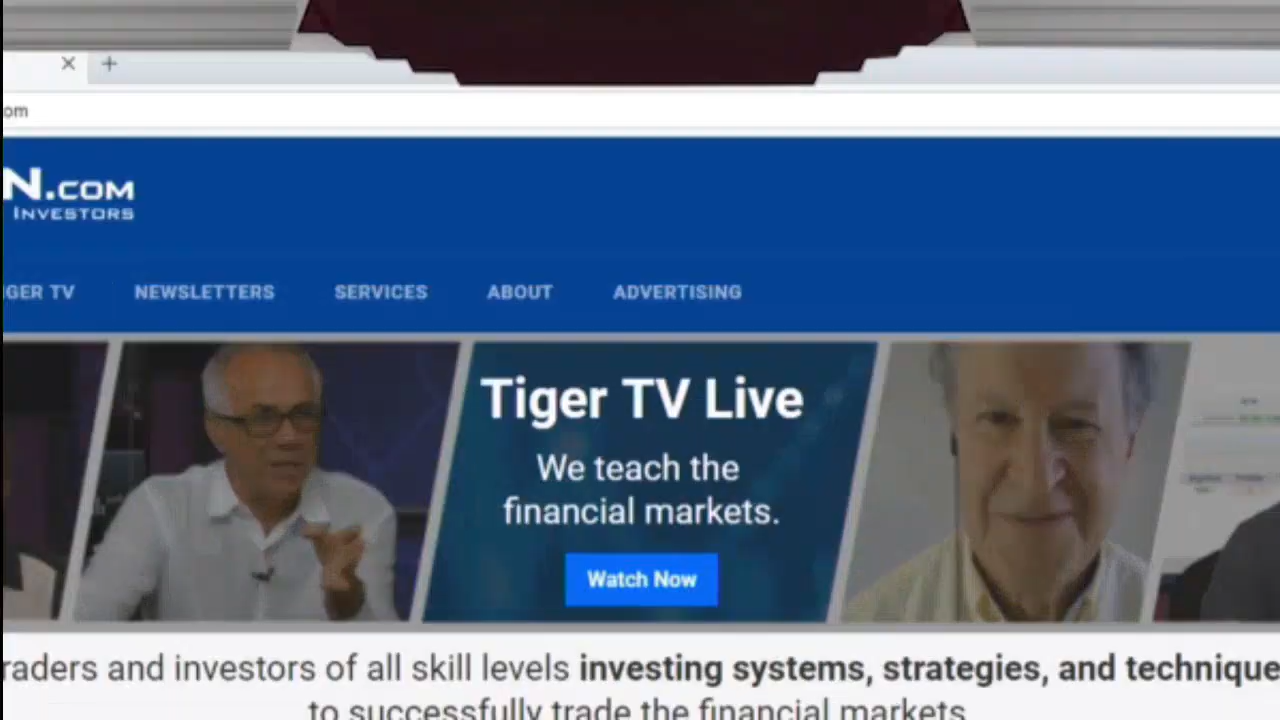 om
N.COM
INVESTORS
IGER TV NEWSLETTERS SERVICES ABOUT ADVERTISING
Tiger TV Live
We teach the
financial markets.
Watch Now
raders and investors of all skill levels investing systems, strategies, and technique
to successfully trade the financial markets